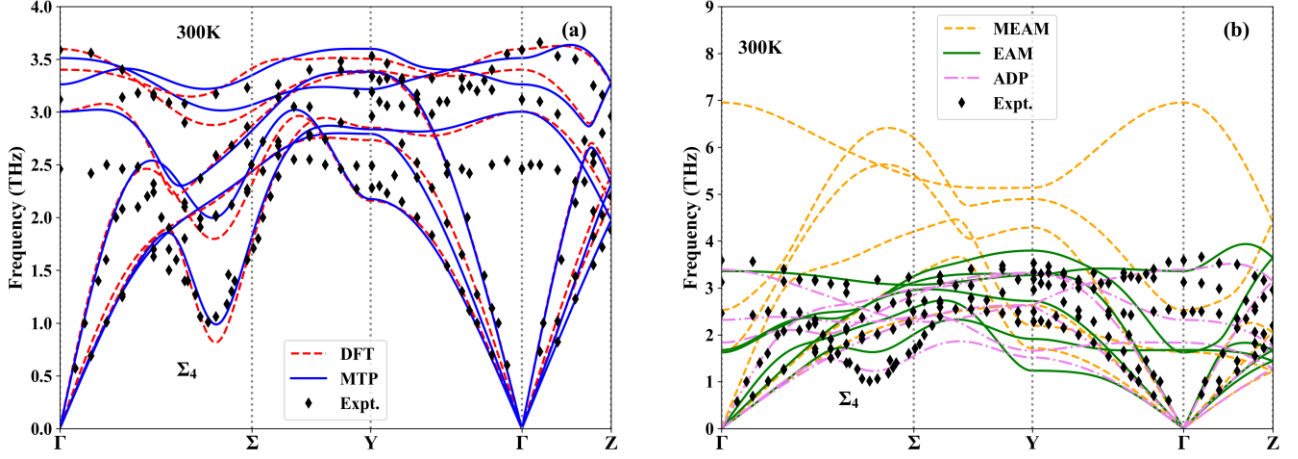 300K
(a)
4.0
3.5
3.0
2.5
2.0
1.5
1.0
0.5
0.0
Frequency (THz)
Σ4
DFT
MTP
Expt.
Γ Σ Y Γ Z
300K
(b)
MEAM
EAM
ADP
Expt.
9
8
7
6
5
4
3
2
1
0
Frequency (THz)
Σ4
Γ Σ Y Γ Z